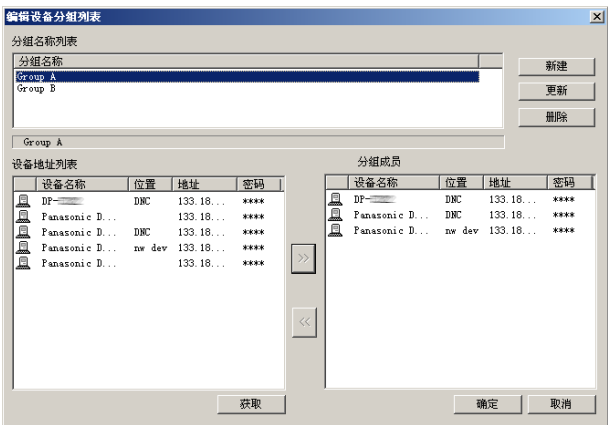 编辑设备分组列表
分组名称列表
分组名称
Group A
Group B
新建
更新
删除
Group A
设备地址列表
设备名称 位置 地址 密码
DP- DNC 133.18... ****
Panasonic D... 133.18... ****
Panasonic D... DNC 133.18... ****
Panasonic D... nw dev 133.18... ****
Panasonic D... 133.18... ****
获取
>>
<<
分组成员
设备名称 位置 地址 密码
DP- DNC 133.18... ****
Panasonic D... DNC 133.18... ****
Panasonic D... nw dev 133.18... ****
确定 取消